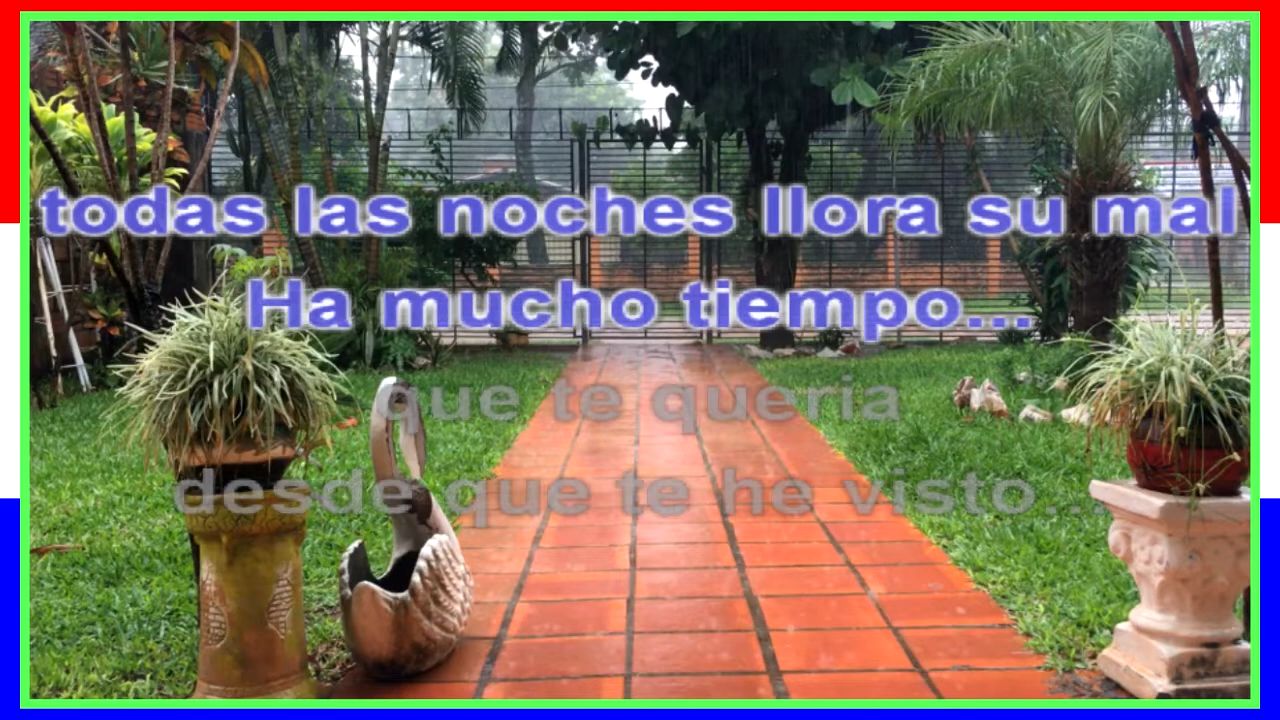 todas las noches llora su mal
Ha mucho tiempo...
que te queria
desde que te he visto...